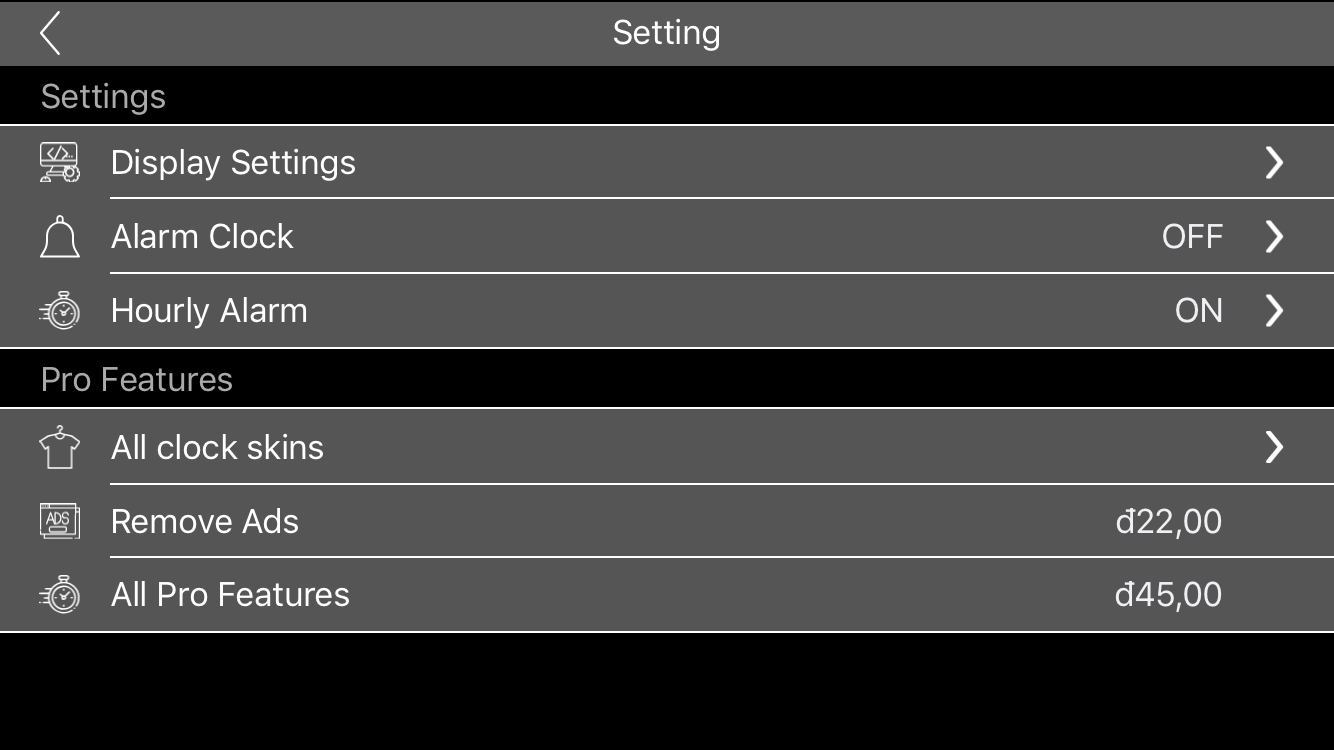 Setting
Settings
</>
Display Settings
Alarm Clock OFF
Hourly Alarm ON
Pro Features
All clock skins
ADS
Remove Ads đ22,00
All Pro Features đ45,00